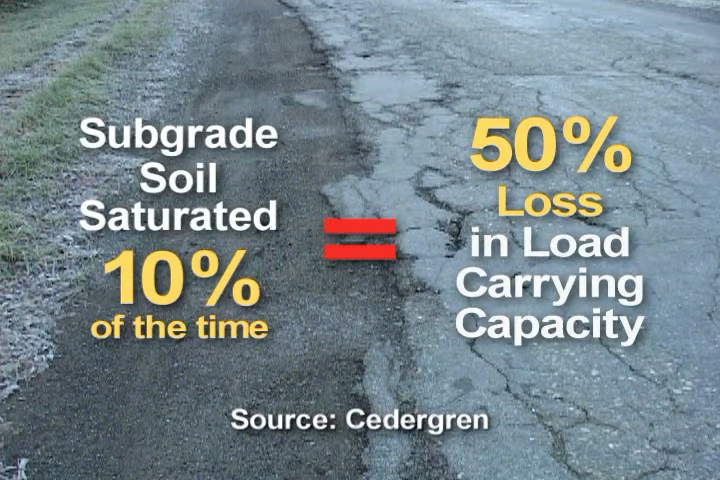 Subgrade
Soil
Saturated
10%
of the time
=
50%
Loss
in Load
Carrying
Capacity
Source: Cedergren